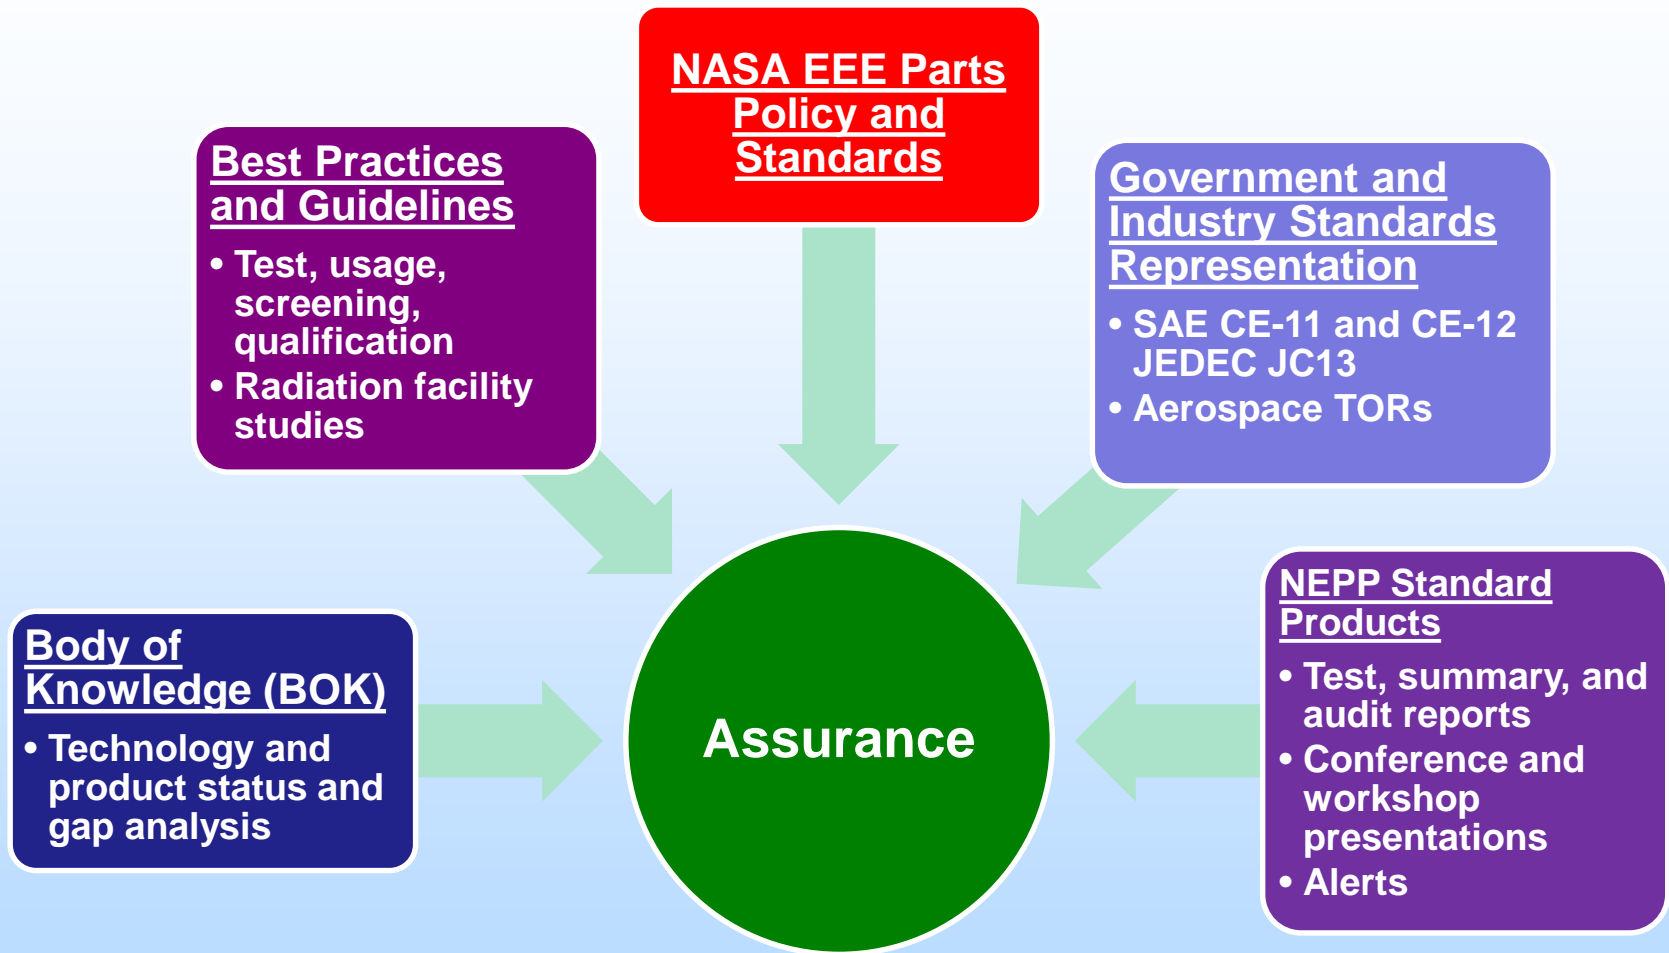 NASA EEE Parts
Policy and
Standards
Best Practices
and Guidelines
• Test, usage,
screening,
qualification
• Radiation facility
studies
Government and
Industry Standards
Representation
• SAE CE-11 and CE-12
JEDEC JC13
• Aerospace TORs
Body of
Knowledge (BOK)
• Technology and
product status and
gap analysis
Assurance
NEPP Standard
Products
• Test, summary, and
audit reports
• Conference and
workshop
presentations
• Alerts